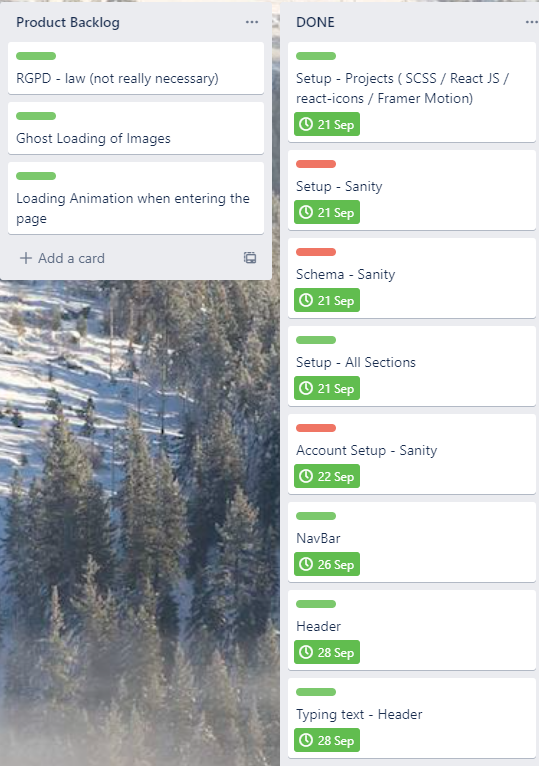 Product Backlog
RGPD - law (not really necessary)
Ghost Loading of Images
Loading Animation when entering the
page
Add a card
DONE
Setup - Projects ( SCSS / React JS /
react-icons / Framer Motion)
21 Sep
Setup - Sanity
21 Sep
Schema - Sanity
21 Sep
Setup - All Sections
21 Sep
Account Setup - Sanity
22 Sep
NavBar
26 Sep
Header
28 Sep
Typing text - Header
28 Sep